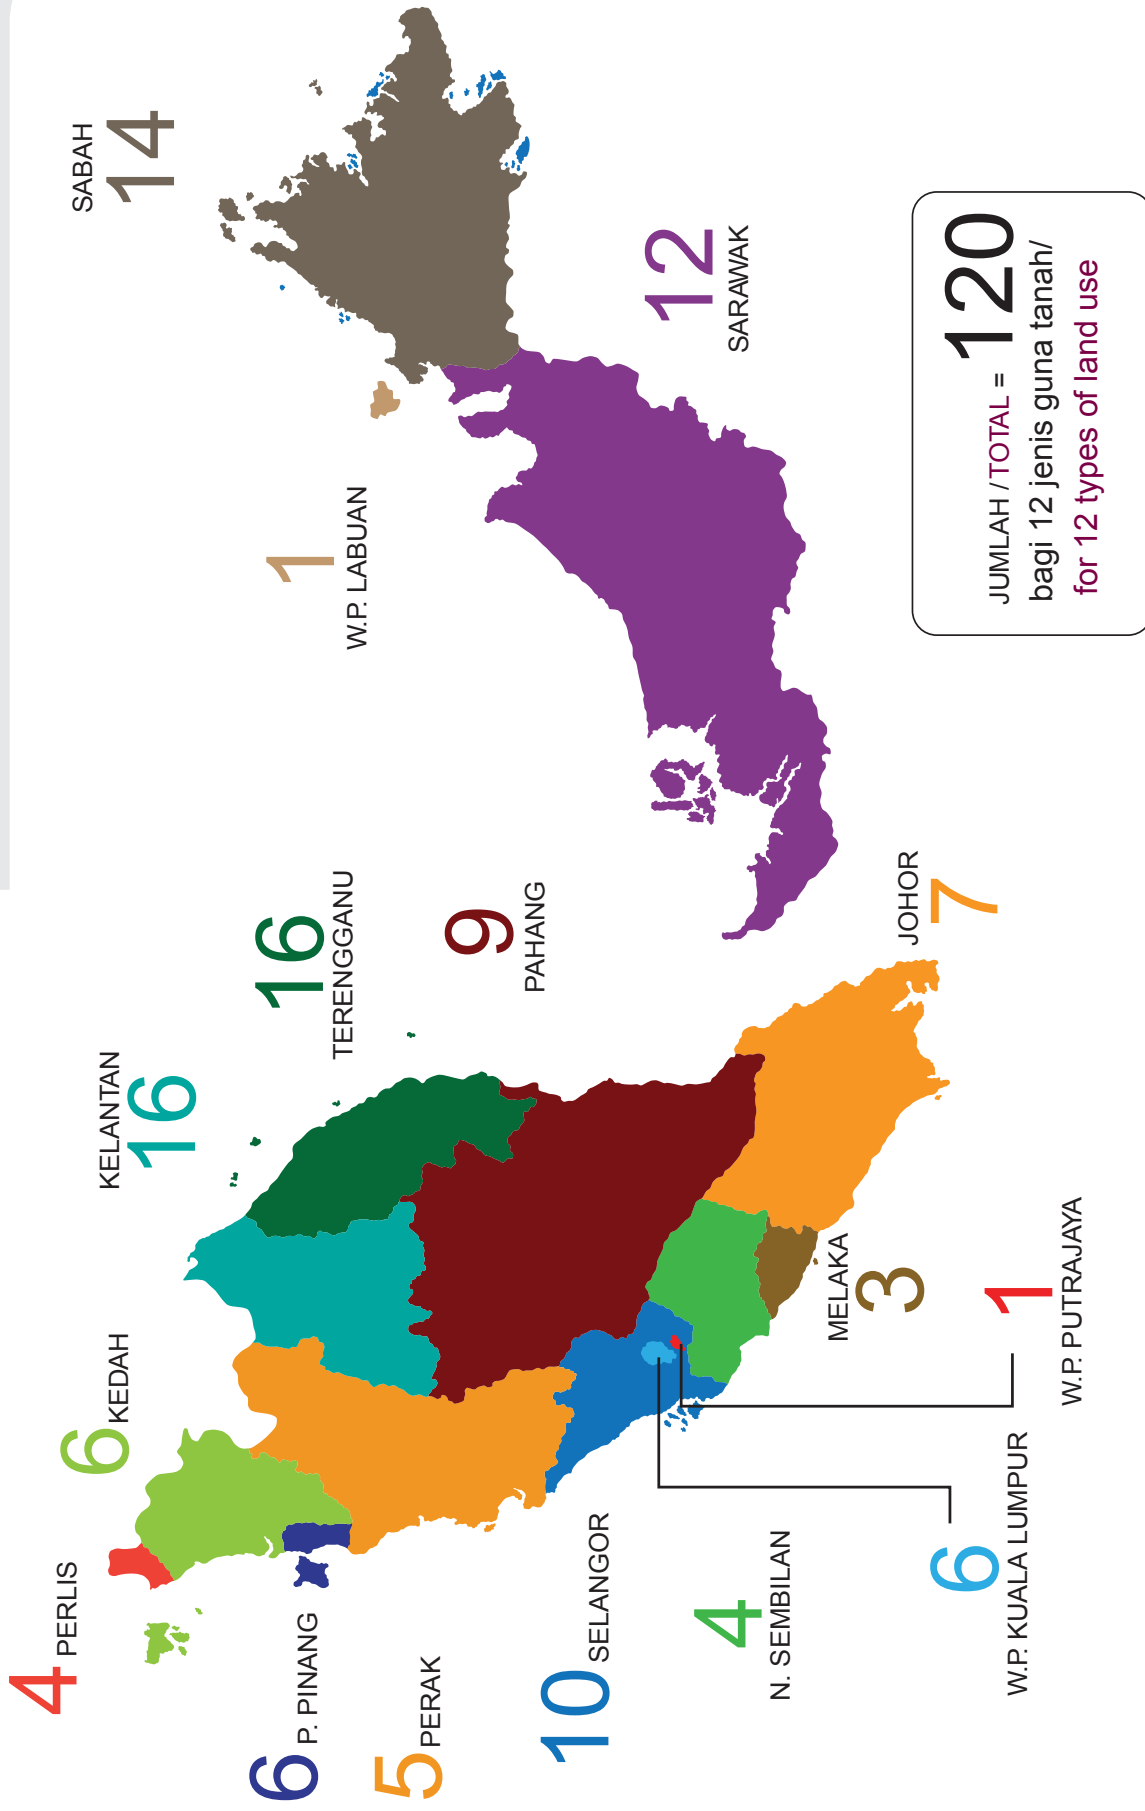 4 PERLIS
6 KEDAH
KELANTAN
16
16
TERENGGANU
9
PAHANG
6 P. PINANG
5 PERAK
10 SELANGOR
4
N. SEMBILAN
6
W.P. KUALA LUMPUR
1
W.P. PUTRAJAYA
MELAKA
3
JOHOR
7
1
W.P. LABUAN
SABAH
14
12
SARAWAK
JUMLAH / TOTAL = 120
bagi 12 jenis guna tanah/
for 12 types of land use